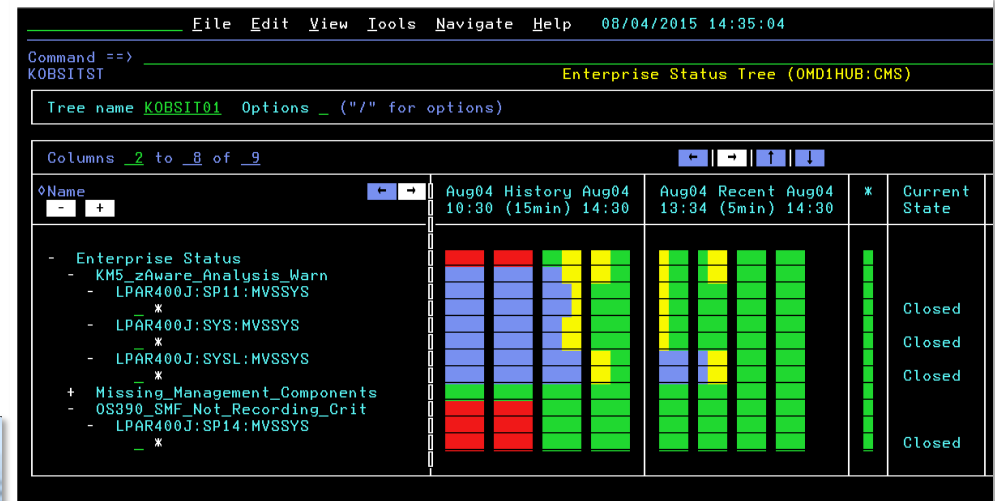 File Edit View Tools Navigate Help 08/04/2015 14:35:04
Command ==>
KOBSITST Enterprise Status Tree (OMD1HUB:CMS)
Tree name KOBSIT01 Options _ ("/" for options)
Columns _2 to _8 of _9 ← → ↑ ↓
◊Name ← → Aug04 History Aug04 Aug04 Recent Aug04 * Current
- + 10:30 (15min) 14:30 13:34 (5min) 14:30 State
- Enterprise Status
- KM5_zAware_Analysis_Warn
- LPAR400J:SP11:MVSSYS
_ * Closed
- LPAR400J:SYS:MVSSYS
_ * Closed
- LPAR400J:SYSL:MVSSYS
_ * Closed
+ Missing_Management_Components
- OS390_SMF_Not_Recording_Crit
- LPAR400J:SP14:MVSSYS
_ * Closed